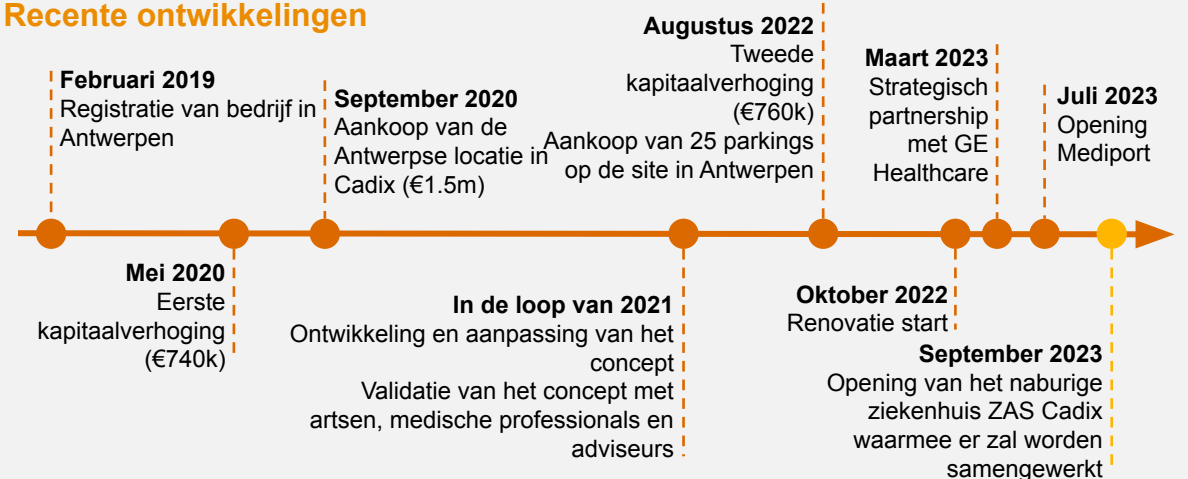 Recente ontwikkelingen
Februari 2019
Registratie van bedrijf in
Antwerpen
Mei 2020
Eerste
kapitaalverhoging
(€740k)
September 2020
Aankoop van de
Antwerpse locatie in
Cadix (€1.5m)
In de loop van 2021
Ontwikkeling en aanpassing van het
concept
Validatie van het concept met
artsen, medische professionals en
adviseurs
Augustus 2022
Tweede
kapitaalverhoging
(€760k)
Aankoop van 25 parkings
op de site in Antwerpen
Oktober 2022
Renovatie start
Maart 2023
Strategisch
partnership
met GE
Healthcare
Juli 2023
Opening
Mediport
September 2023
Opening van het naburige
ziekenhuis ZAS Cadix
waarmee er zal worden
samengewerkt